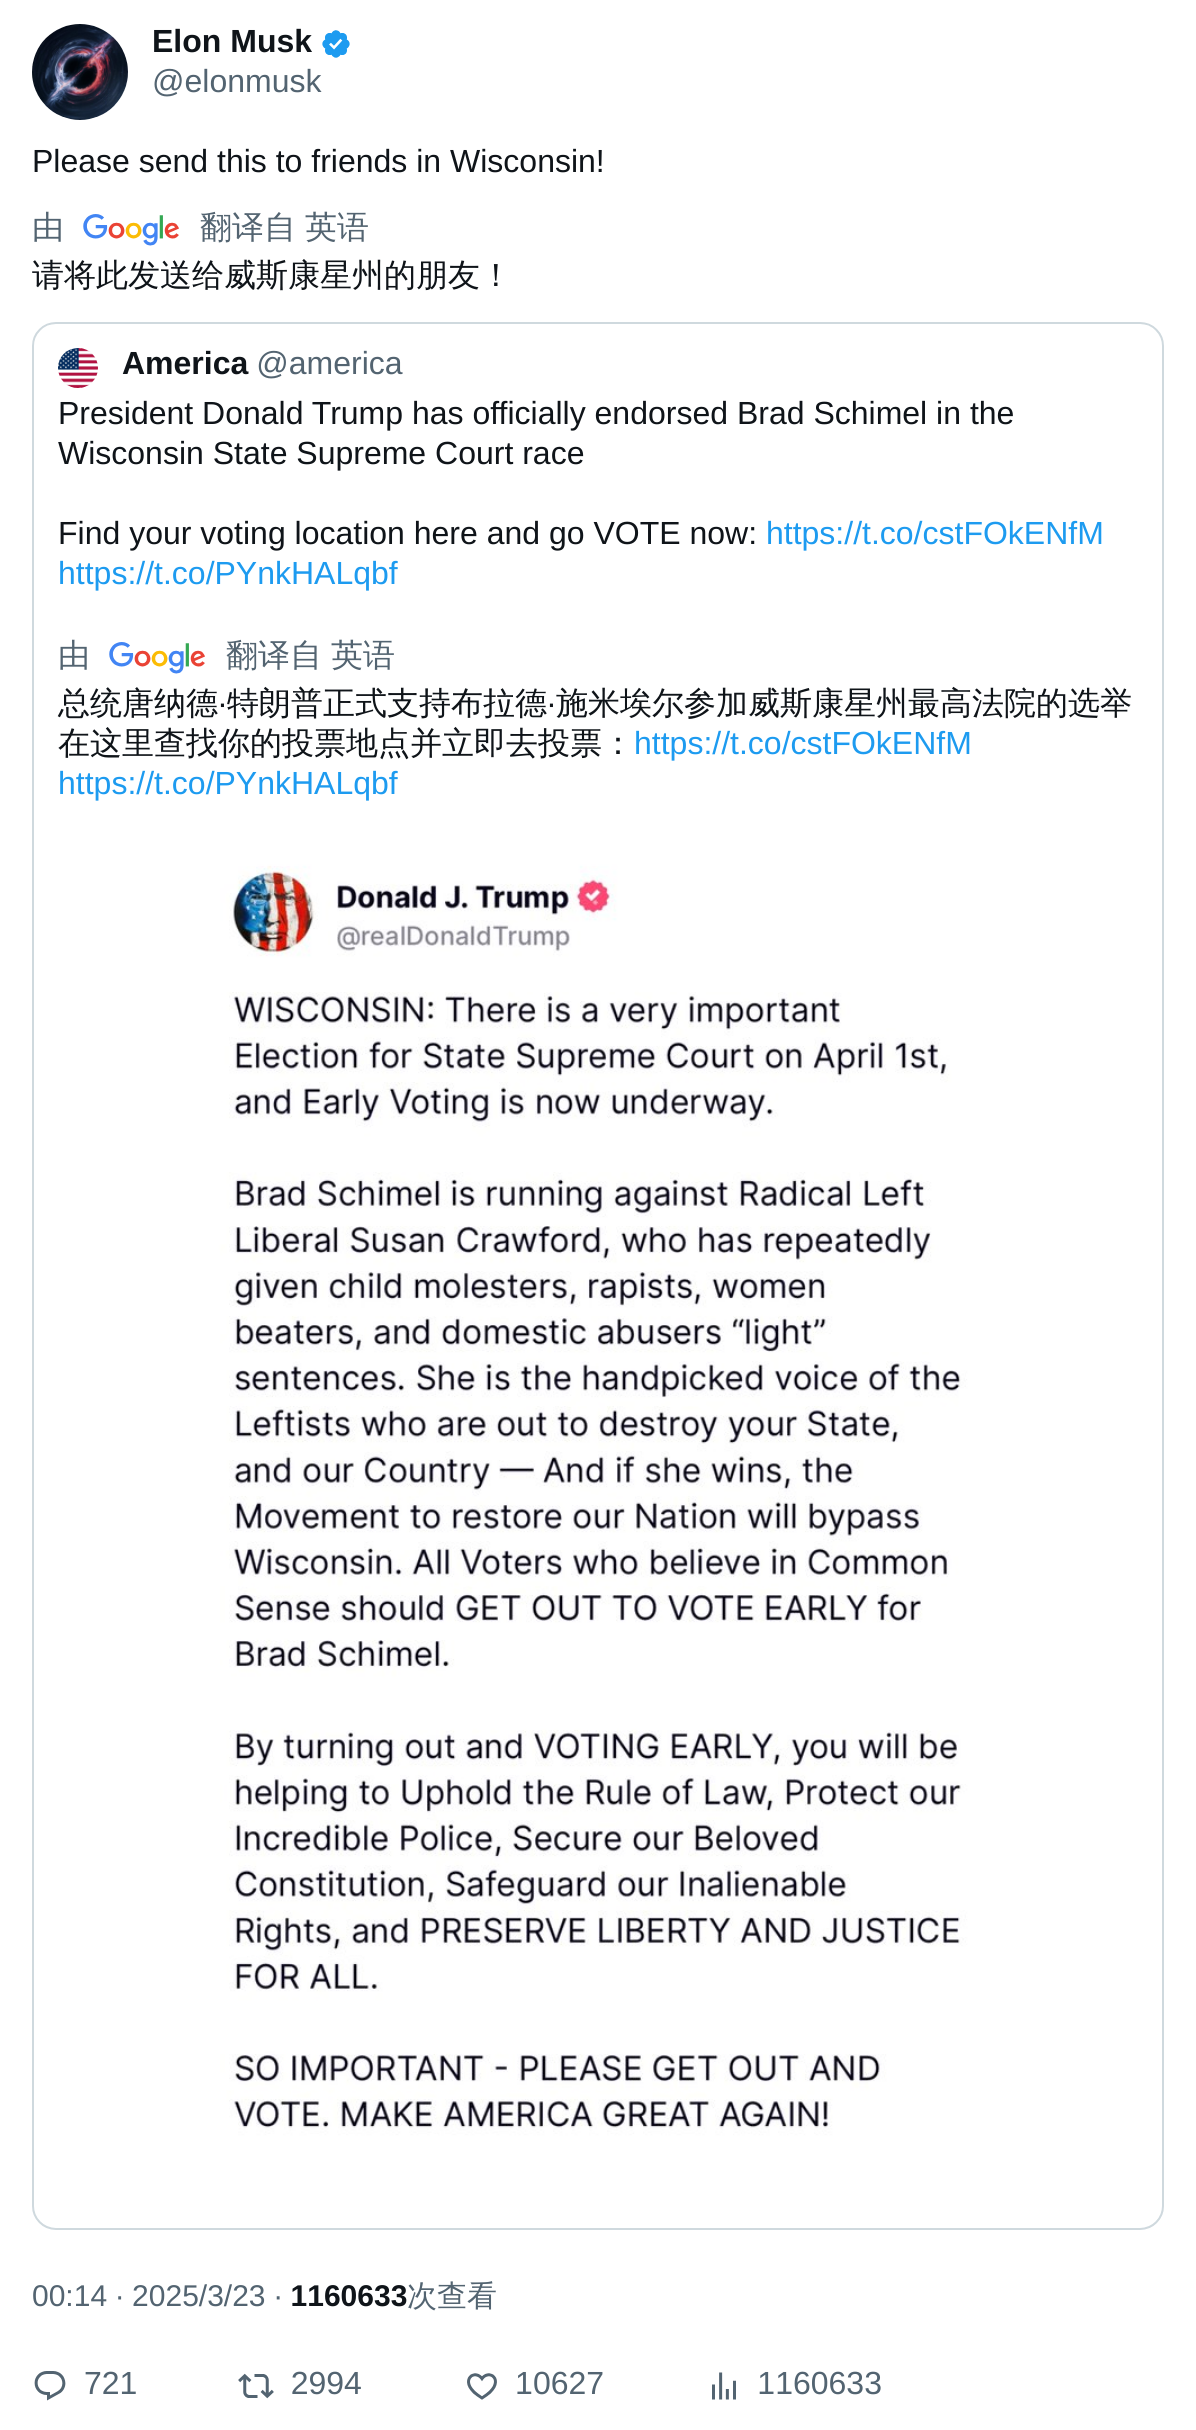 Elon Musk
@elonmusk
Please send this to friends in Wisconsin!
由 Google 翻译自 英语
请将此发送给威斯康星州的朋友！
America @america
President Donald Trump has officially endorsed Brad Schimel in the
Wisconsin State Supreme Court race
Find your voting location here and go VOTE now: https://t.co/cstFOkENfM
https://t.co/PYnkHALqbf
由 Google 翻译自 英语
总统唐纳德·特朗普正式支持布拉德·施米埃尔参加威斯康星州最高法院的选举
在这里查找你的投票地点并立即去投票：https://t.co/cstFOkENfM
https://t.co/PYnkHALqbf
Donald J. Trump
@realDonaldTrump
WISCONSIN: There is a very important
Election for State Supreme Court on April 1st,
and Early Voting is now underway.
Brad Schimel is running against Radical Left
Liberal Susan Crawford, who has repeatedly
given child molesters, rapists, women
beaters, and domestic abusers “light”
sentences. She is the handpicked voice of the
Leftists who are out to destroy your State,
and our Country — And if she wins, the
Movement to restore our Nation will bypass
Wisconsin. All Voters who believe in Common
Sense should GET OUT TO VOTE EARLY for
Brad Schimel.
By turning out and VOTING EARLY, you will be
helping to Uphold the Rule of Law, Protect our
Incredible Police, Secure our Beloved
Constitution, Safeguard our Inalienable
Rights, and PRESERVE LIBERTY AND JUSTICE
FOR ALL.
SO IMPORTANT - PLEASE GET OUT AND
VOTE. MAKE AMERICA GREAT AGAIN!
00:14 · 2025/3/23 · 1160633次查看
721 2994 10627 1160633